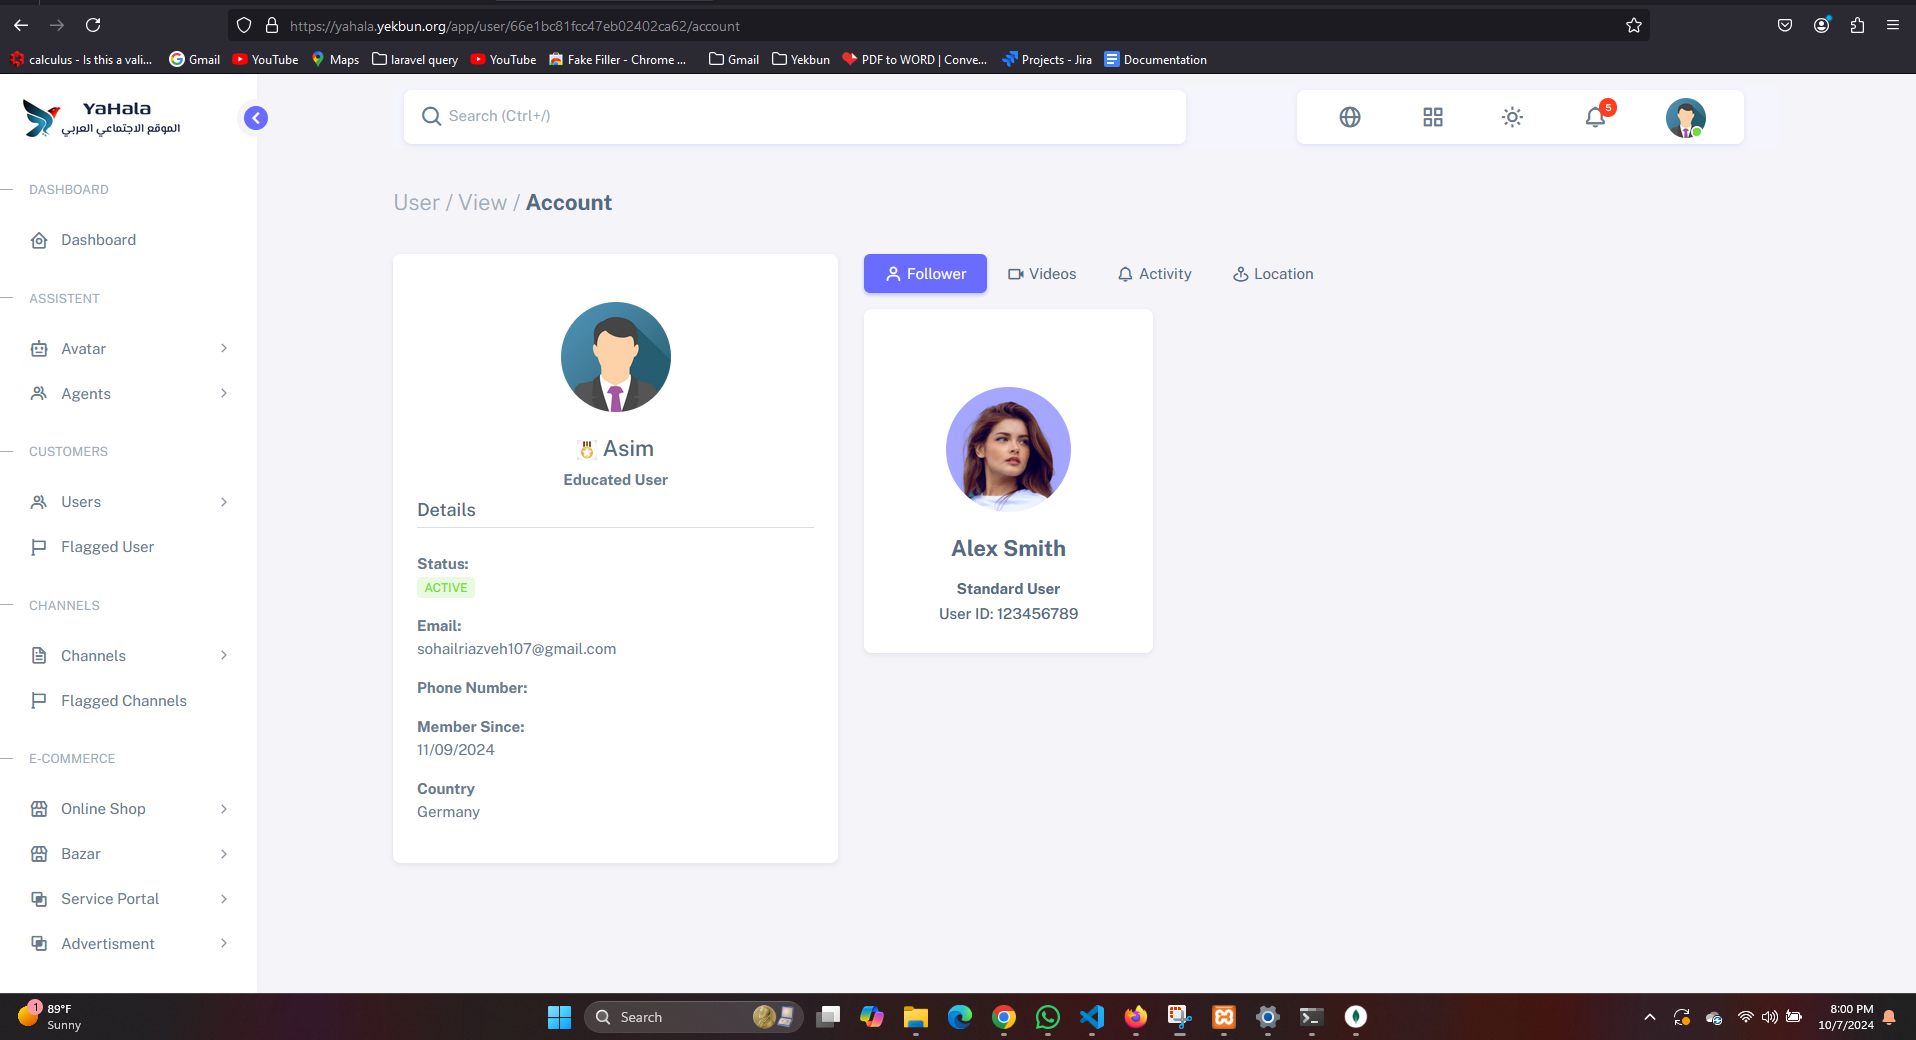 https://yahala.yekbun.org/app/user/66e1bc81fcc47eb02402ca62/account
calculus - Is this a vali...
Gmail
YouTube
Maps
laravel query
YouTube
Fake Filler - Chrome ...
Gmail
Yekbun
PDF to WORD | Conve...
Projects - Jira
Documentation
YaHala
الموقع الاجتماعي العربي
Search (Ctrl+/)
5
DASHBOARD
Dashboard
ASSISTENT
Avatar
Agents
CUSTOMERS
Users
Flagged User
CHANNELS
Channels
Flagged Channels
E-COMMERCE
Online Shop
Bazar
Service Portal
Advertisment
User / View / Account
Asim
Educated User
Details
Status:
ACTIVE
Email:
sohailriazveh107@gmail.com
Phone Number:
Member Since:
11/09/2024
Country
Germany
Follower
Videos
Activity
Location
Alex Smith
Standard User
User ID: 123456789
1
89°F
Sunny
Search
8:00 PM
10/7/2024